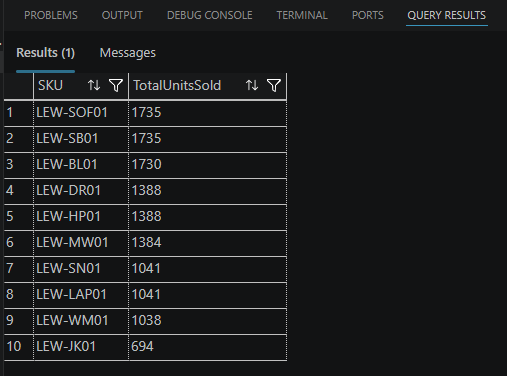 PROBLEMS OUTPUT DEBUG CONSOLE TERMINAL PORTS QUERY RESULTS
Results (1) Messages
SKU TotalUnitsSold
1 LEW-SOF01 1735
2 LEW-SB01 1735
3 LEW-BL01 1730
4 LEW-DR01 1388
5 LEW-HP01 1388
6 LEW-MW01 1384
7 LEW-SN01 1041
8 LEW-LAP01 1041
9 LEW-WM01 1038
10 LEW-JK01 694